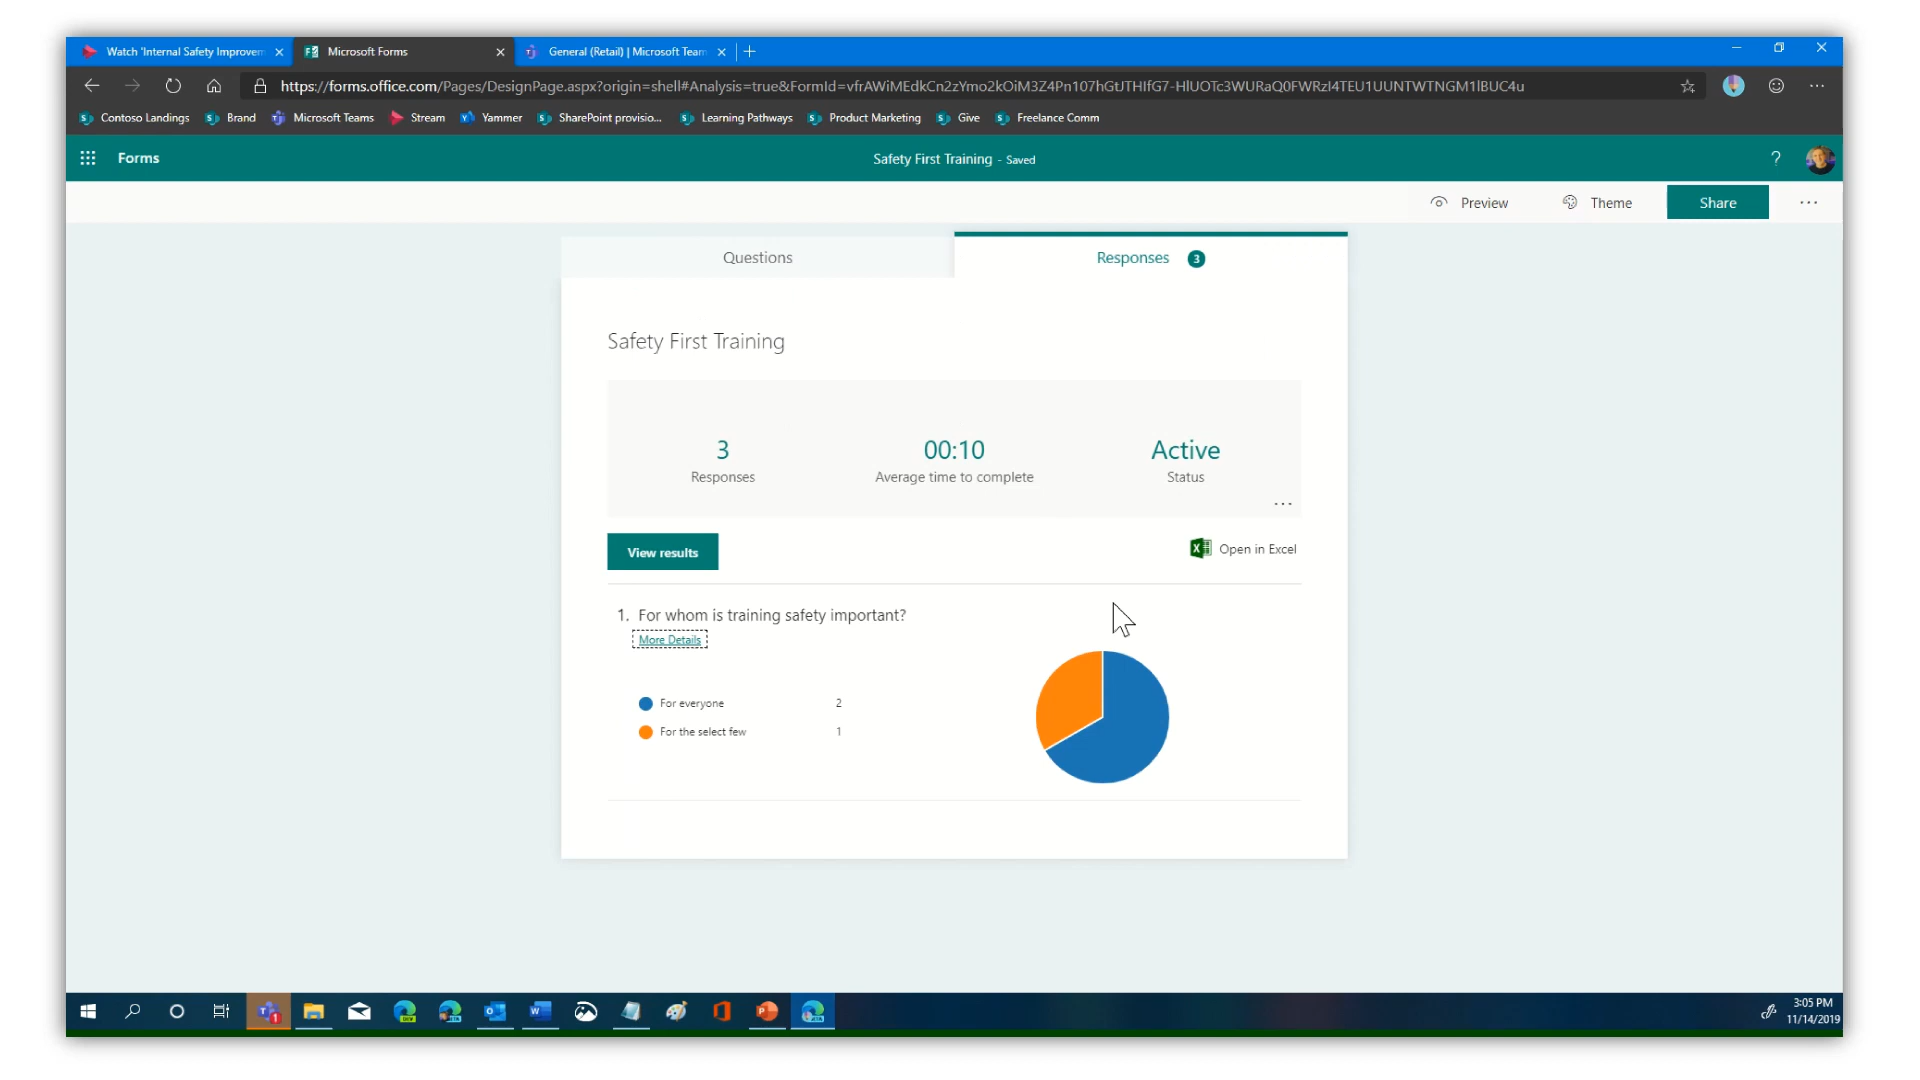 Watch 'Internal Safety Improvem
Microsoft Forms
General (Retail) | Microsoft Team
https://forms.office.com/Pages/DesignPage.aspx?origin=shell#Analysis=true&FormId=vfrAWiMEdkCn2zYmo2kOiM3Z4Pn107hGtJTHIfG7-HlUOTc3WURaQ0FWRzI4TEU1UUNTWTNGM1lBUC4u
Contoso Landings
Brand
Microsoft Teams
Stream
Yammer
SharePoint provisio...
Learning Pathways
Product Marketing
Give
Freelance Comm
Forms
Safety First Training - Saved
?
Preview
Theme
Share
Questions
Responses 3
Safety First Training
3
Responses
00:10
Average time to complete
Active
Status
View results
Open in Excel
1. For whom is training safety important?
More Details
For everyone 2
For the select few 1
3:05 PM
11/14/2019